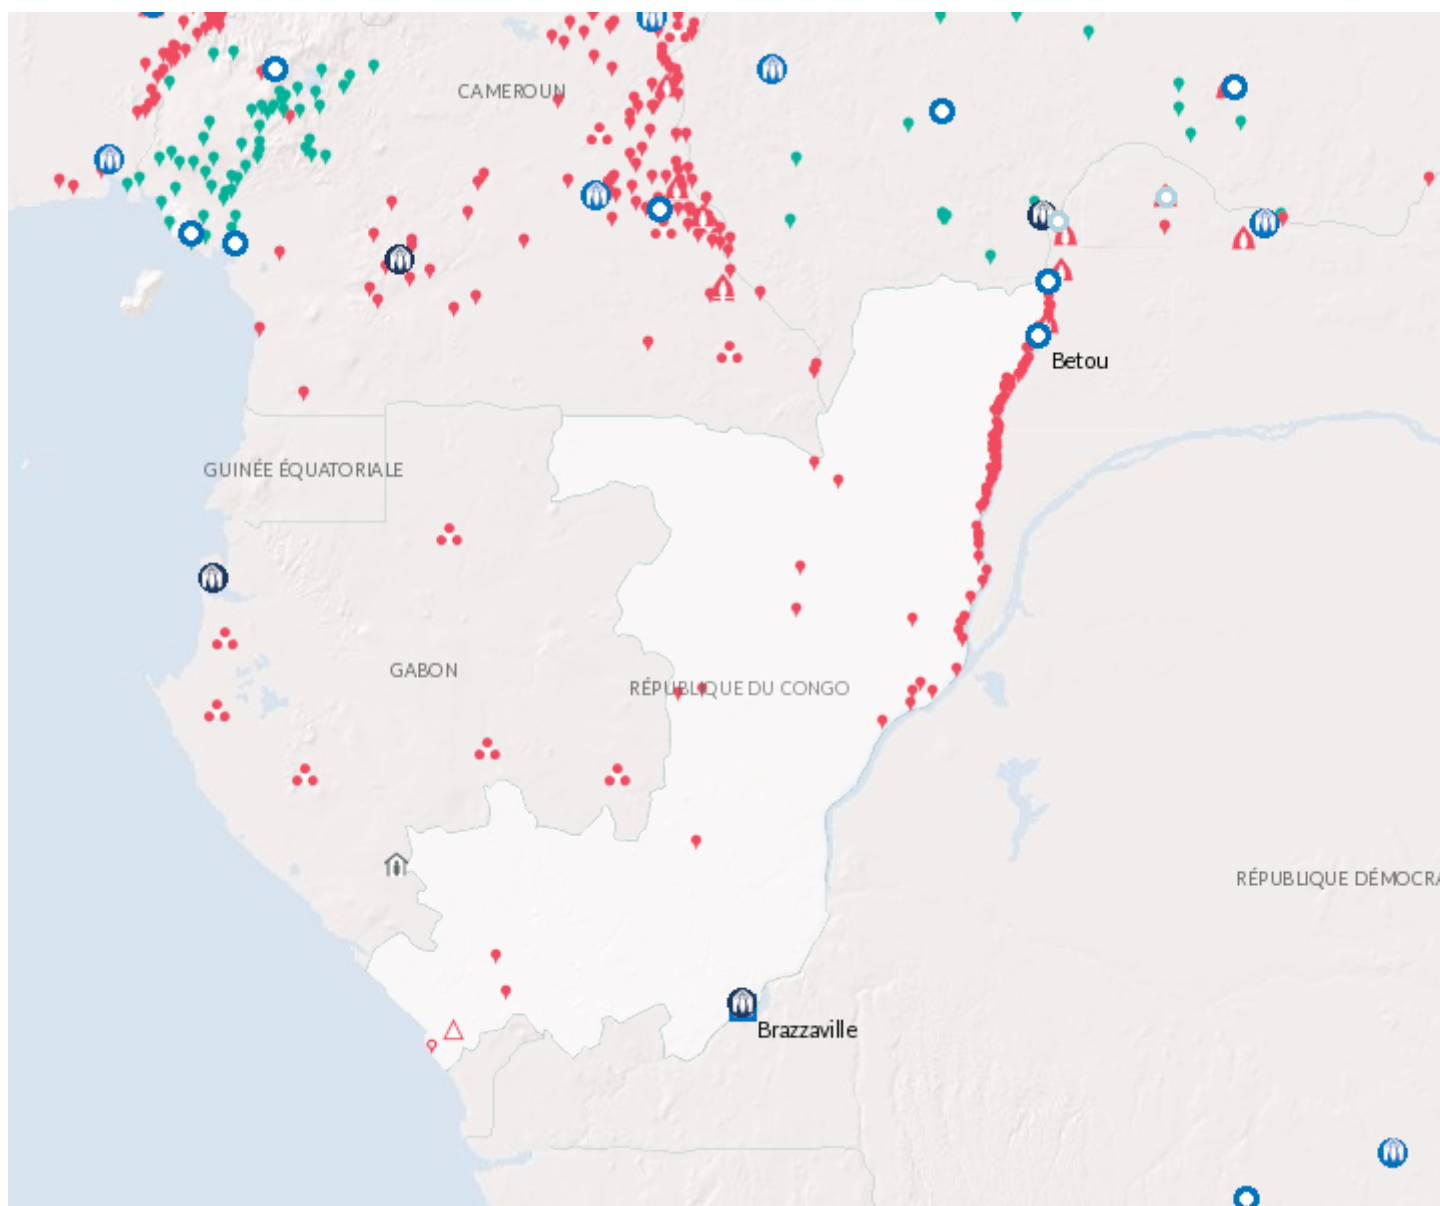 CAMEROUN
Betou
GUINÉE ÉQUATORIALE
GABON
RÉPUBLIQUE DU CONGO
RÉPUBLIQUE DÉMOCRA
Brazzaville